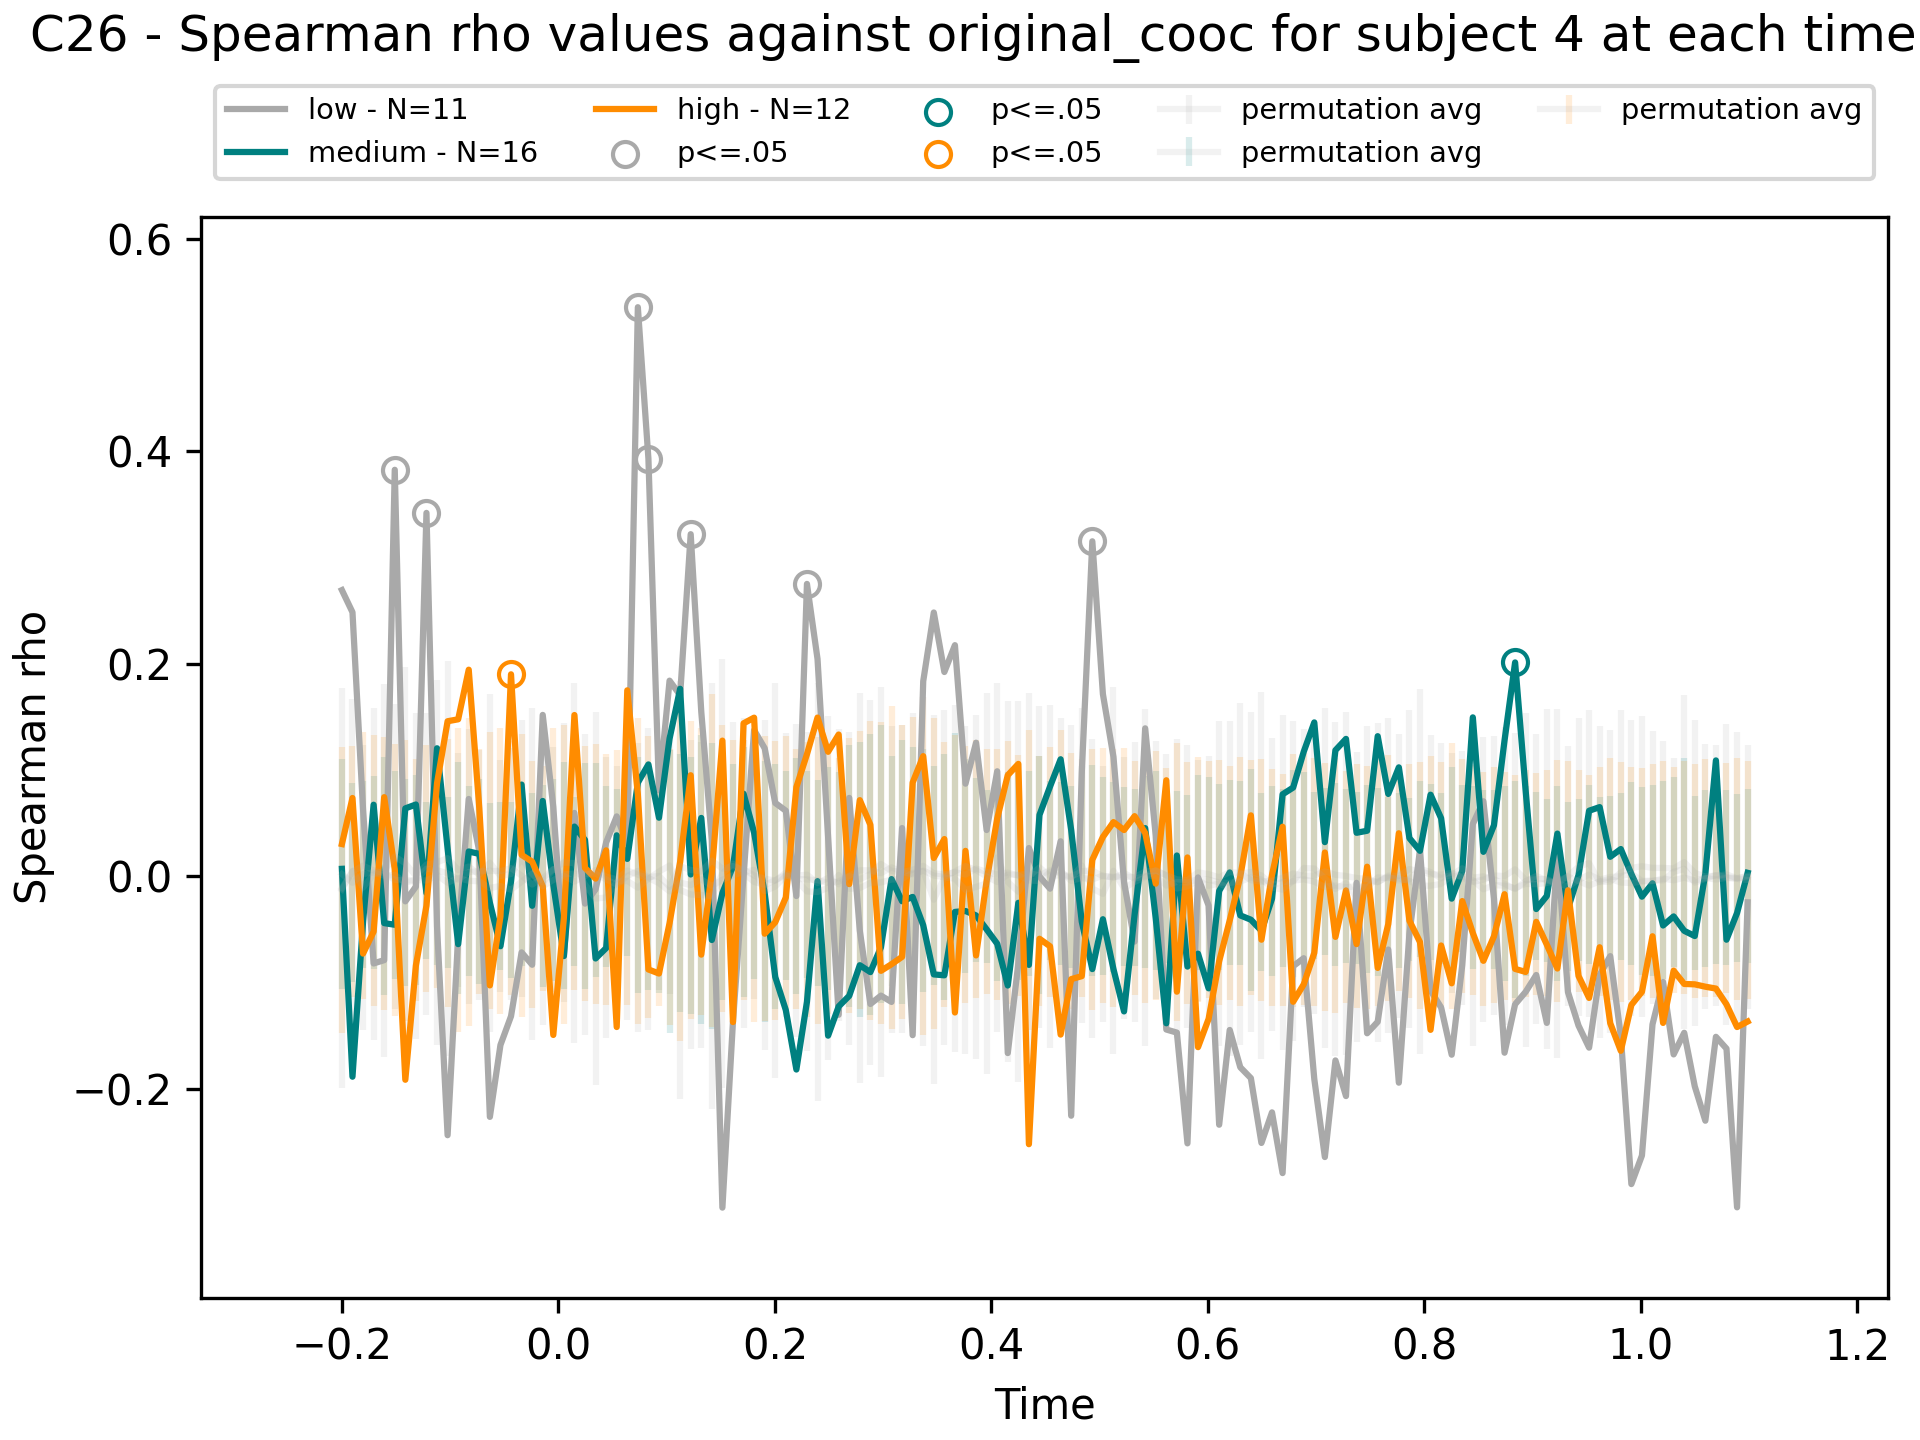 C26 - Spearman rho values against original_cooc for subject 4 at each time
low - N=11
medium - N=16
high - N=12
p<=.05
p<=.05
p<=.05
permutation avg
permutation avg
permutation avg
Spearman rho
0.6
0.4
0.2
0.0
−0.2
−0.2 0.0 0.2 0.4 0.6 0.8 1.0 1.2
Time